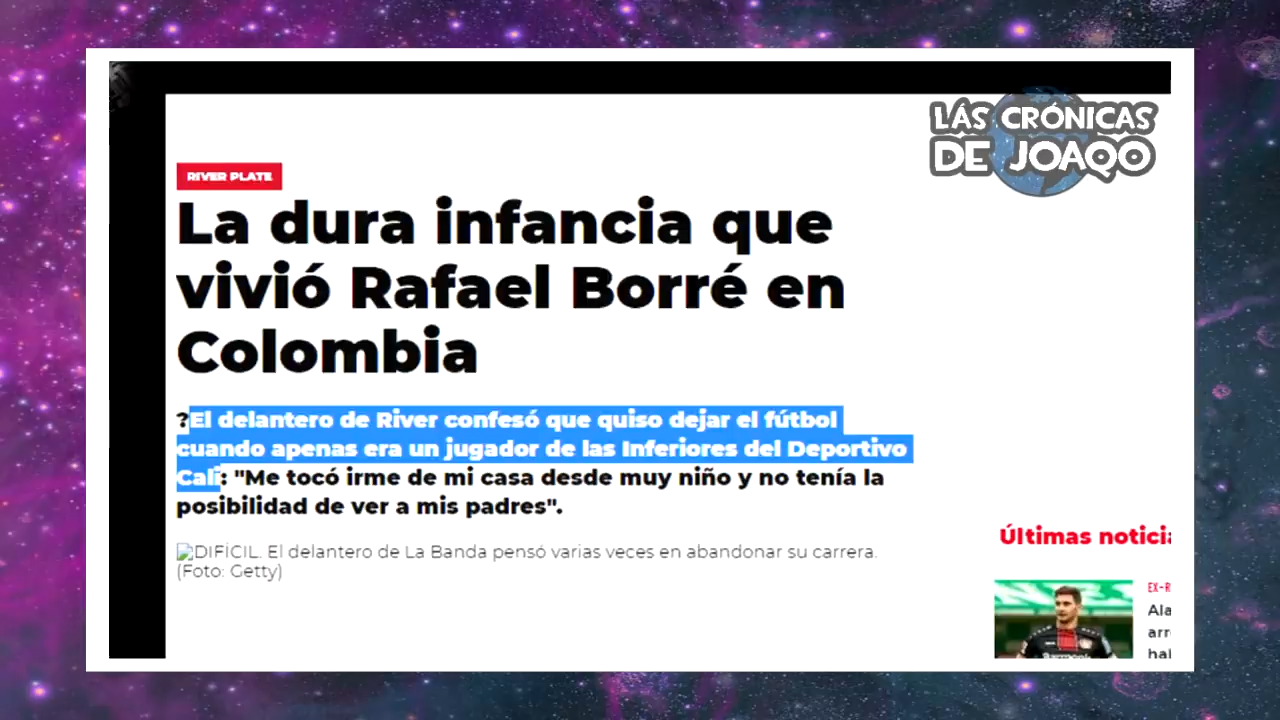 LÁS CRÓNICAS
DE JOAQO
RIVER PLATE
La dura infancia que
vivió Rafael Borré en
Colombia
?El delantero de River confesó que quiso dejar el fútbol
cuando apenas era un jugador de las Inferiores del Deportivo
Cali: "Me tocó irme de mi casa desde muy niño y no tenía la
posibilidad de ver a mis padres".
DIFÍCIL. El delantero de La Banda pensó varias veces en abandonar su carrera.
(Foto: Getty)
Últimas noticia
EX-R
Ala
arr
hal